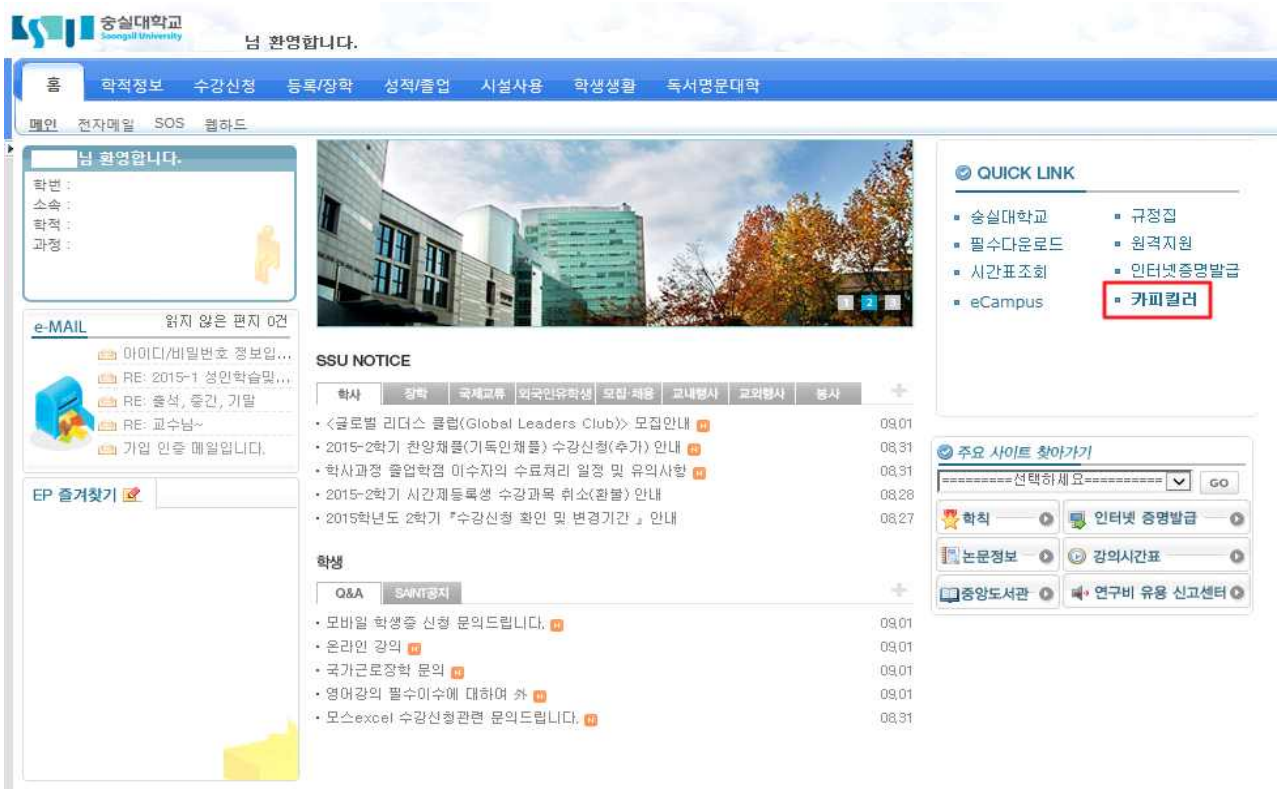 숭실대학교
Soongsil University
님 환영합니다.
홈 학적정보 수강신청 등록/장학 성적/졸업 시설사용 학생생활 독서명문대학
메인 전자메일 SOS 웹하드
님 환영합니다.
학번 :
소속 :
학적 :
과정 :
e-MAIL 읽지 않은 편지 0건
아이디/비밀번호 정보입...
RE: 2015-1 성인학습및...
RE: 출석, 중간, 기말
RE: 교수님~
가입 인증 메일입니다.
EP 즐겨찾기
1 2 3
SSU NOTICE
학사 장학 국제교류 외국인유학생 모집·채용 교내행사 교외행사 봉사
• <글로벌 리더스 클럽(Global Leaders Club)> 모집안내 N 09.01
• 2015-2학기 찬양채플(기독인채플) 수강신청(추가) 안내 N 08.31
• 학사과정 졸업학점 이수자의 수료처리 일정 및 유의사항 N 08.31
• 2015-2학기 시간제등록생 수강과목 취소(환불) 안내 08.28
• 2015학년도 2학기 『수강신청 확인 및 변경기간 』 안내 08.27
학생
Q&A SAINT공지
• 모바일 학생증 신청 문의드립니다. N 09.01
• 온라인 강의 N 09.01
• 국가근로장학 문의 N 09.01
• 영어강의 필수이수에 대하여 外 N 09.01
• 모스excel 수강신청관련 문의드립니다. N 08.31
QUICK LINK
숭실대학교 규정집
필수다운로드 원격지원
시간표조회 인터넷증명발급
eCampus 카피킬러
주요 사이트 찾아가기
=========선택하세요========== GO
학칙 인터넷 증명발급
논문정보 강의시간표
중앙도서관 연구비 유용 신고센터